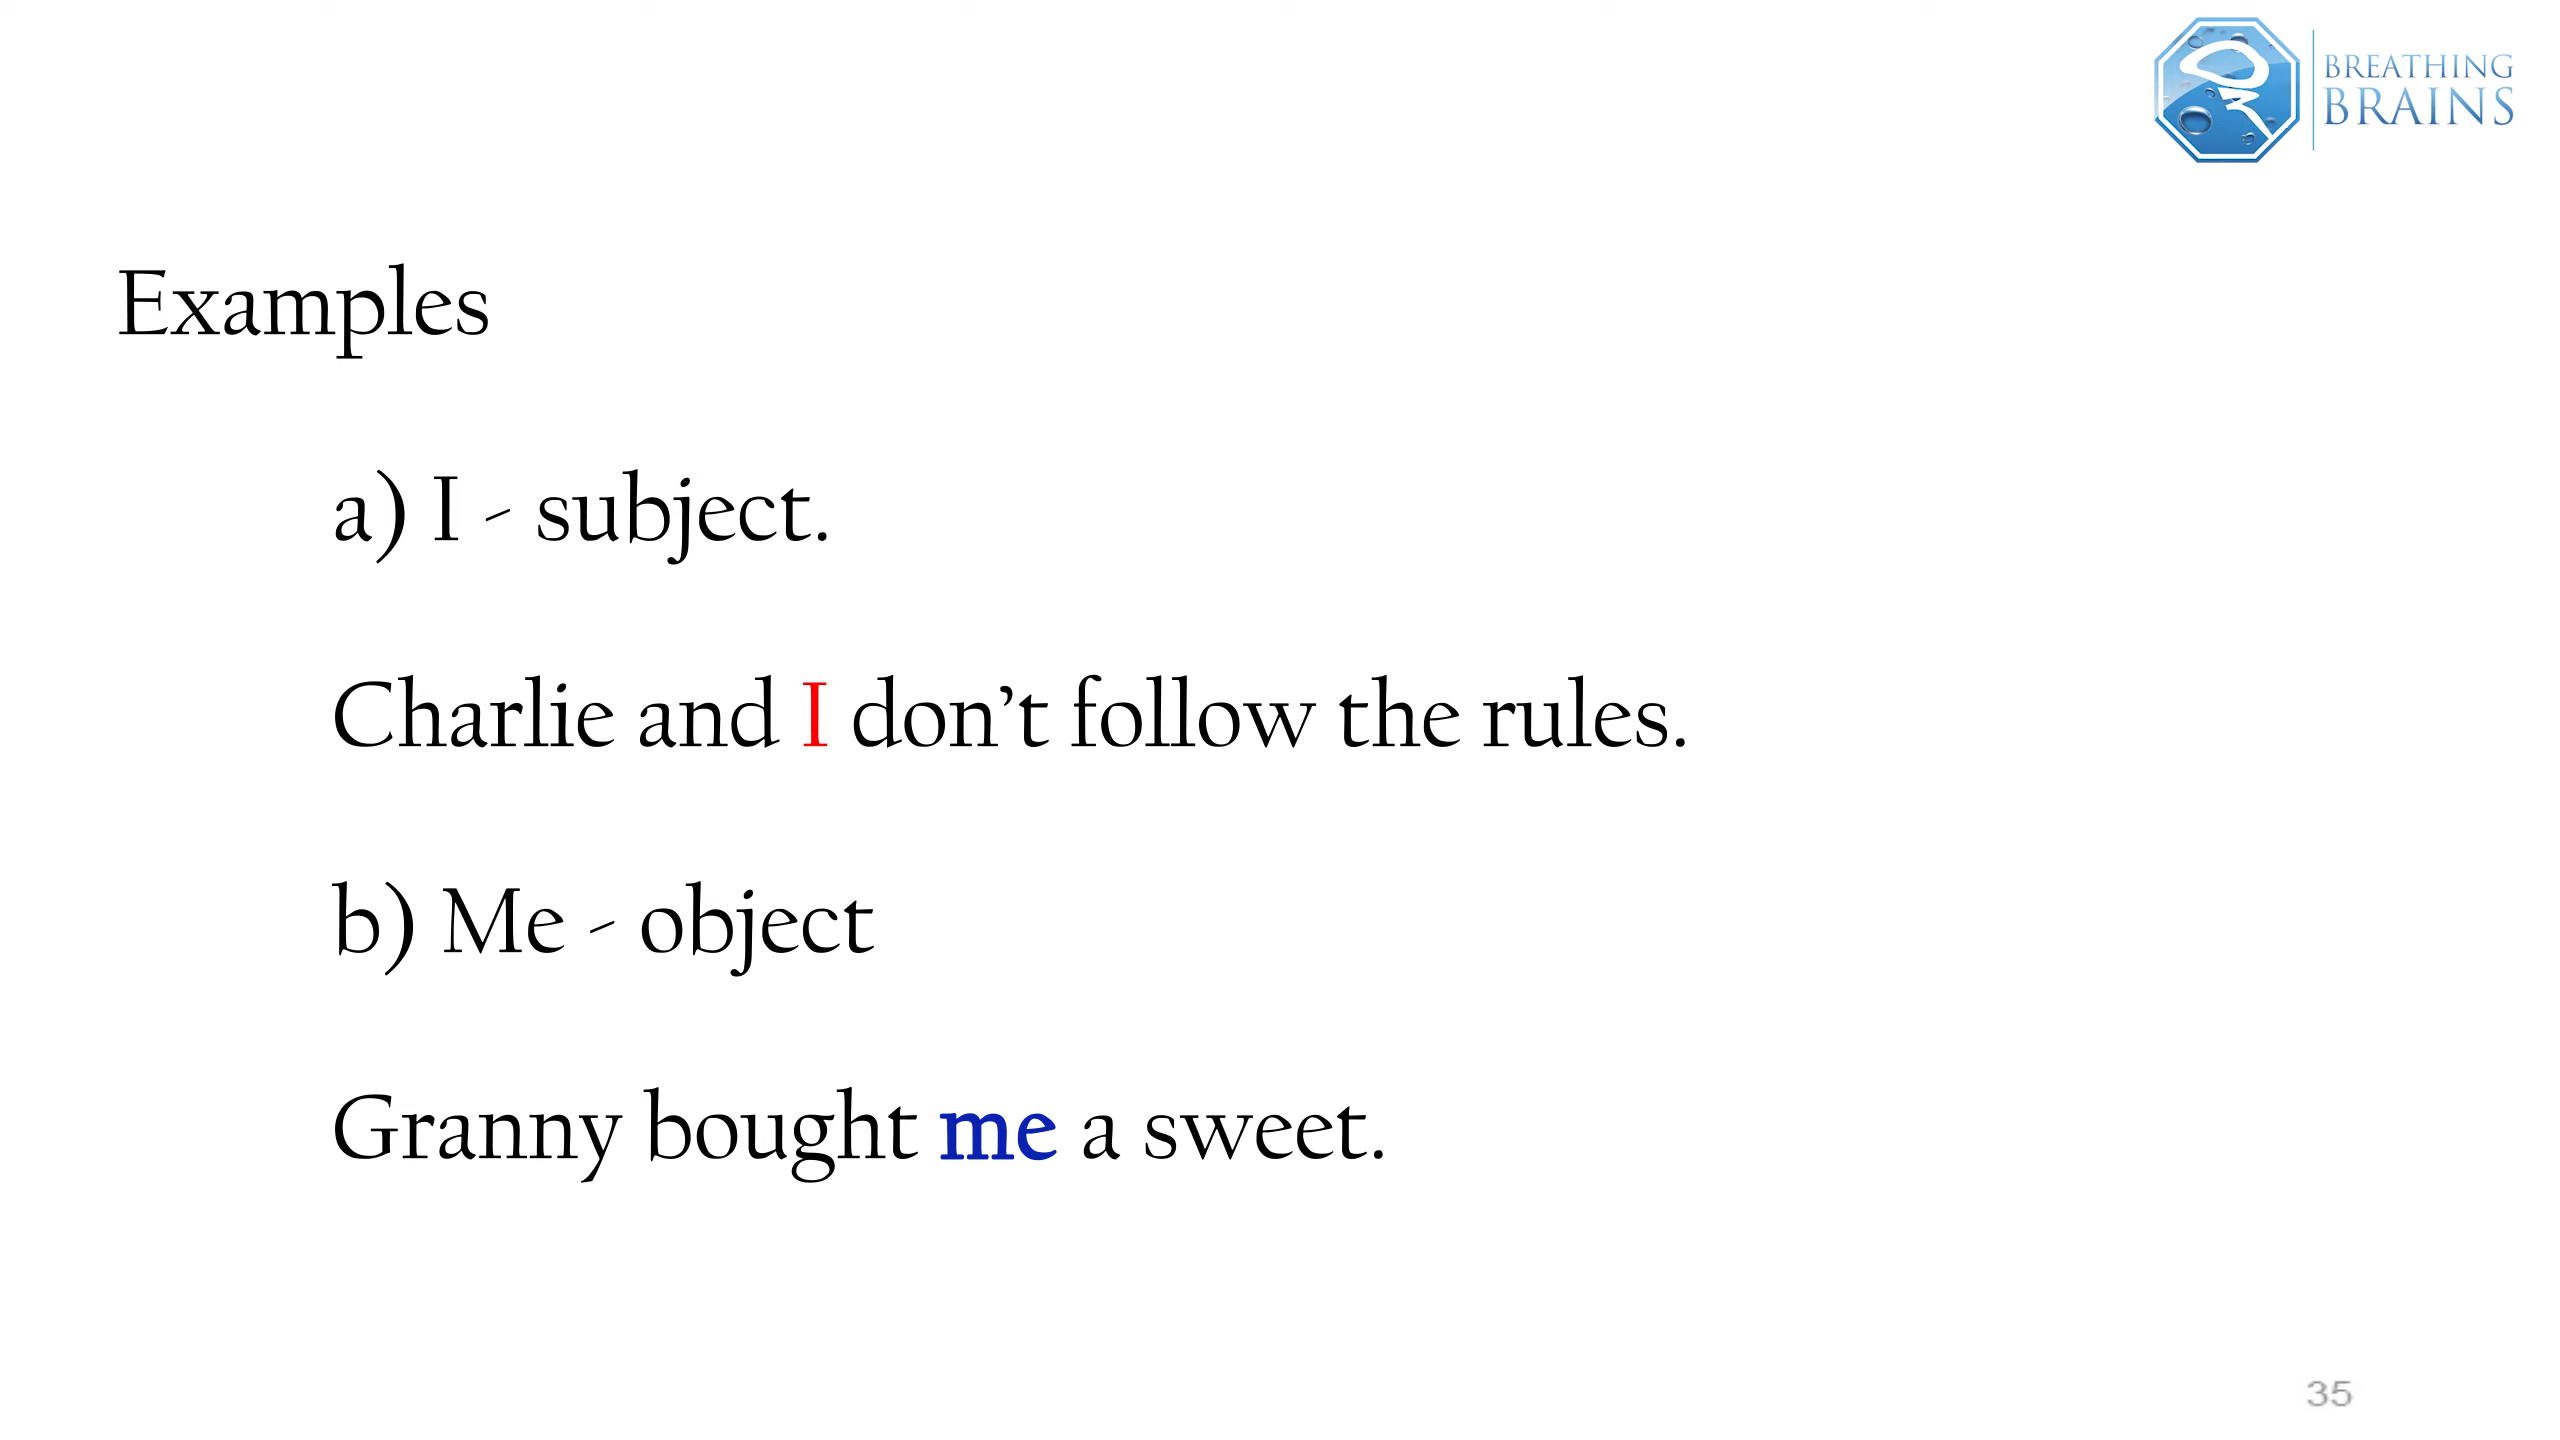 BREATHING
BRAINS
Examples
a) I - subject.
Charlie and I don’t follow the rules.
b) Me - object
Granny bought me a sweet.
35